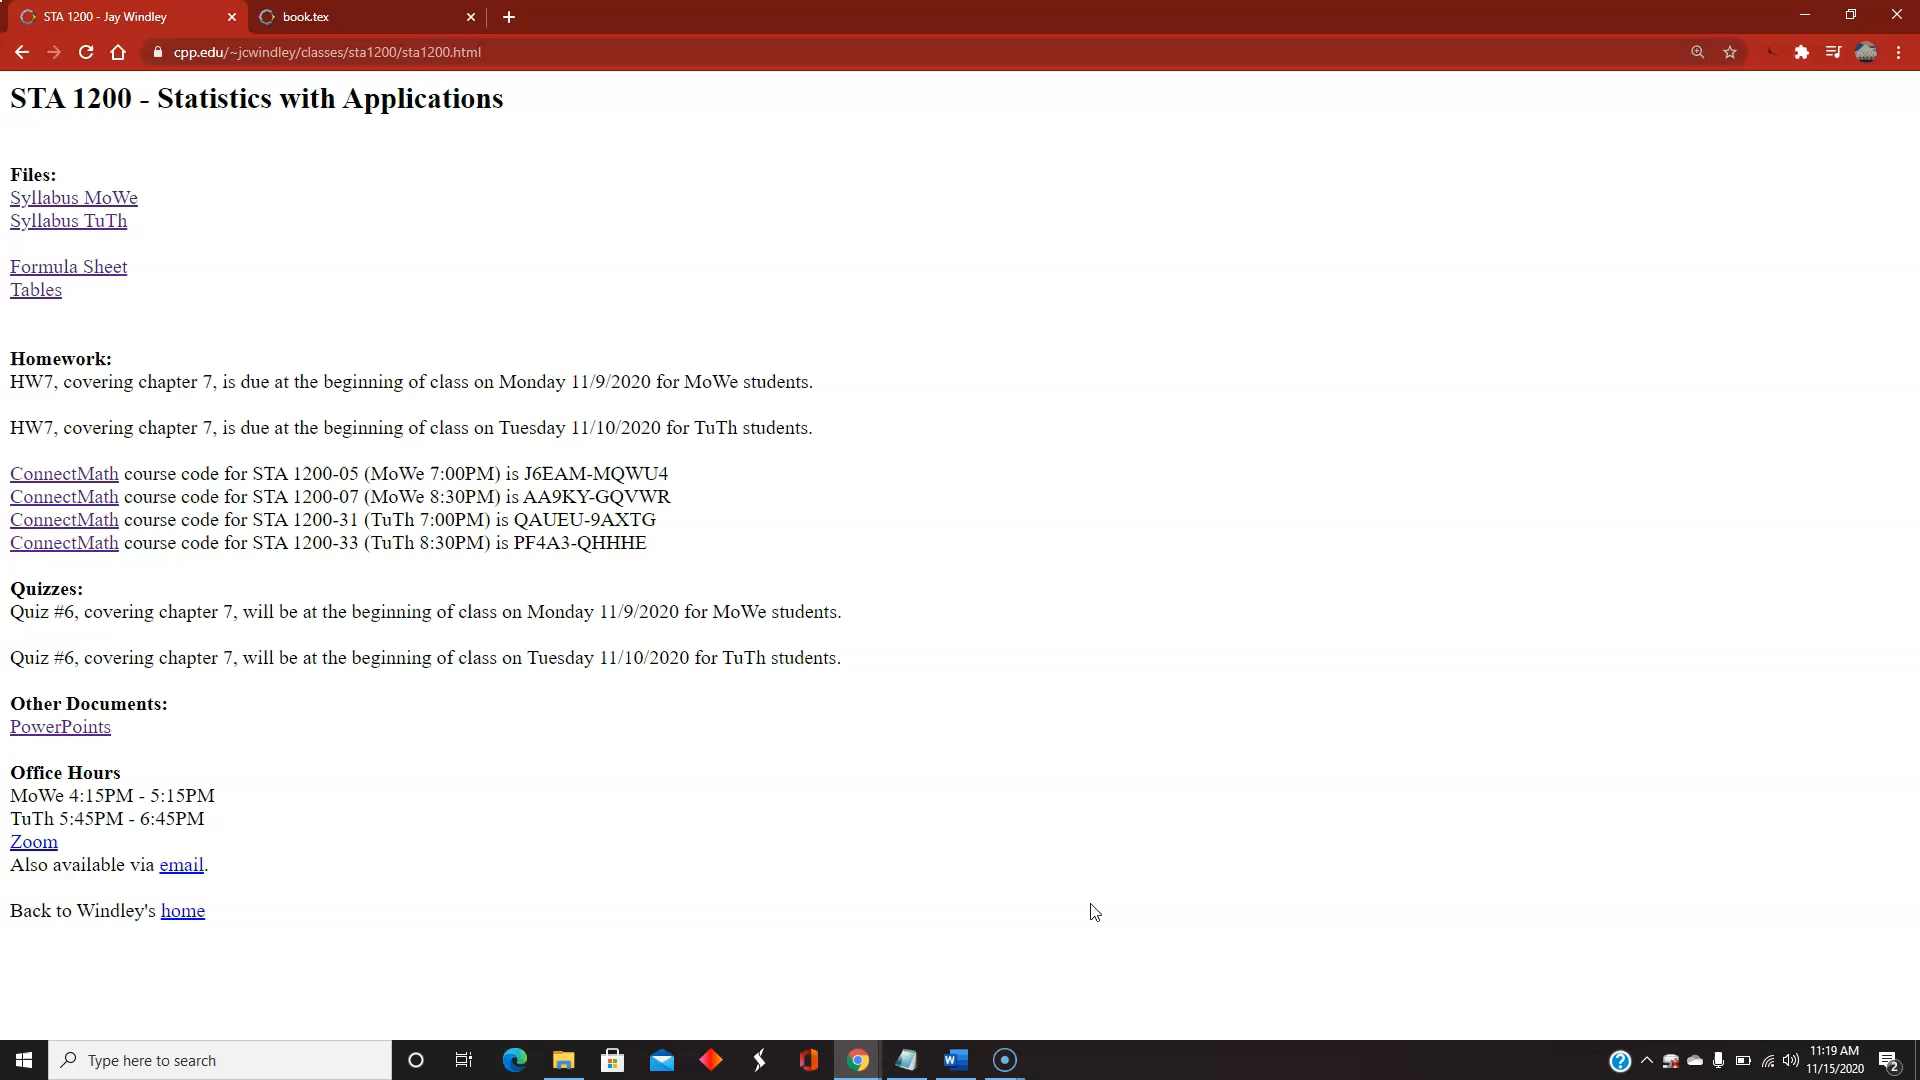 STA 1200 - Jay Windley
book.tex
cpp.edu/~jcwindley/classes/sta1200/sta1200.html
STA 1200 - Statistics with Applications
Files:
Syllabus MoWe
Syllabus TuTh
Formula Sheet
Tables
Homework:
HW7, covering chapter 7, is due at the beginning of class on Monday 11/9/2020 for MoWe students.
HW7, covering chapter 7, is due at the beginning of class on Tuesday 11/10/2020 for TuTh students.
ConnectMath course code for STA 1200-05 (MoWe 7:00PM) is J6EAM-MQWU4
ConnectMath course code for STA 1200-07 (MoWe 8:30PM) is AA9KY-GQVWR
ConnectMath course code for STA 1200-31 (TuTh 7:00PM) is QAUEU-9AXTG
ConnectMath course code for STA 1200-33 (TuTh 8:30PM) is PF4A3-QHHHE
Quizzes:
Quiz #6, covering chapter 7, will be at the beginning of class on Monday 11/9/2020 for MoWe students.
Quiz #6, covering chapter 7, will be at the beginning of class on Tuesday 11/10/2020 for TuTh students.
Other Documents:
PowerPoints
Office Hours
MoWe 4:15PM - 5:15PM
TuTh 5:45PM - 6:45PM
Zoom
Also available via email.
Back to Windley's home
Type here to search
11:19 AM
11/15/2020
2